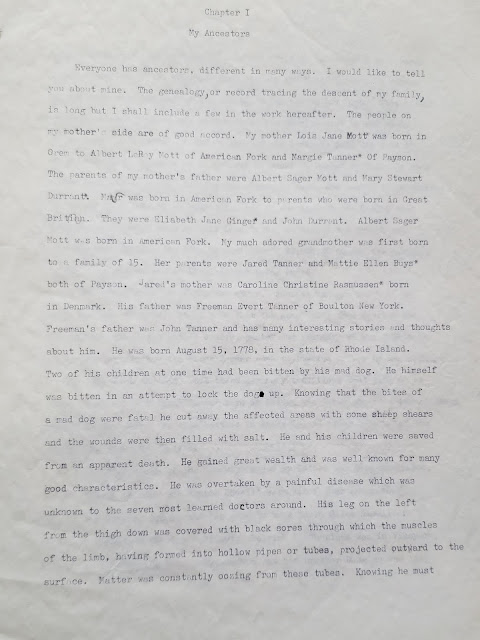 Chapter I
My Ancestors
Everyone has ancestors, different in many ways. I would like to tell
you about mine. The genealogy, or record tracing the descent of my family,
is long but I shall include a few in the work hereafter. The people on
my mother's side are of good accord. My mother Lois Jane Mott was born in
Orem to Albert LeRoy Mott of American Fork and Margie Tanner* Of Payson.
The parents of my mother's father were Albert Sager Mott and Mary Stewart
Durrant*. Mary was born in American Fork to parents who were born in Great
Britian. They were Eliabeth Jane Ginger* and John Durrant. Albert Sager
Mott was born in American Fork. My much adored grandmother was first born
to a family of 15. Her parents were Jared Tanner and Mattie Ellen Huys*
both of Payson. Jared's mother was Caroline Christine Rasmussen* born
in Denmark. His father was Freeman Evert Tanner of Boulton New York.
Freeman's father was John Tanner and has many interesting stories and thoughts
about him. He was born August 15, 1778, in the state of Rhode Island.
Two of his children at one time had been bitten by his mad dog. He himself
was bitten in an attempt to lock the dog up. Knowing that the bites of
a mad dog were fatal he cut away the affected areas with some sheep shears
and the wounds were then filled with salt. He and his children were saved
from an apparent death. He gained great wealth and was well known for many
good characteristics. He was overtaken by a painful disease which was
unknown to the seven most learned doctors around. His leg on the left
from the thigh down was covered with black sores through which the muscles
of the limb, having formed into hollow pipes or tubes, projected outward to the
surface. Matter was constantly ooming from these tubes. Knowing he must